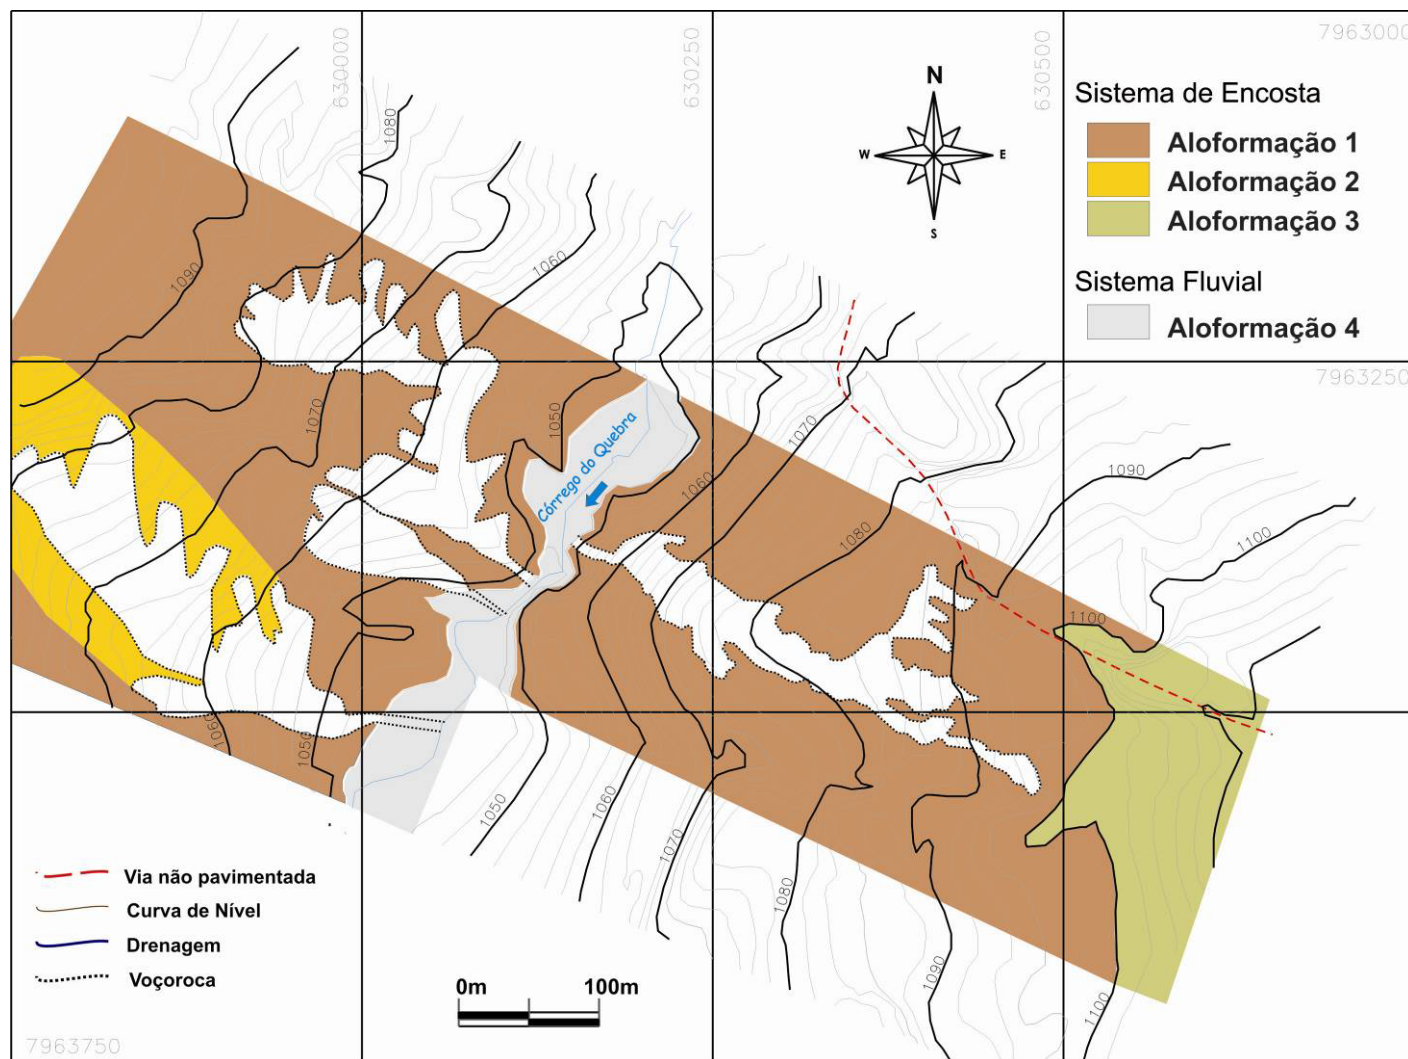 630000
630250
630500
7963000
N
W
E
S
Sistema de Encosta
Aloformação 1
Aloformação 2
Aloformação 3
Sistema Fluvial
Aloformação 4
7963250
1080
1060
1090
1070
1050
Córrego do Quebra
1070
1060
1080
1090
1100
1100
1060
1050
1050
1060
1070
1080
1090
1100
Via não pavimentada
Curva de Nível
Drenagem
Voçoroca
0m
100m
7963750